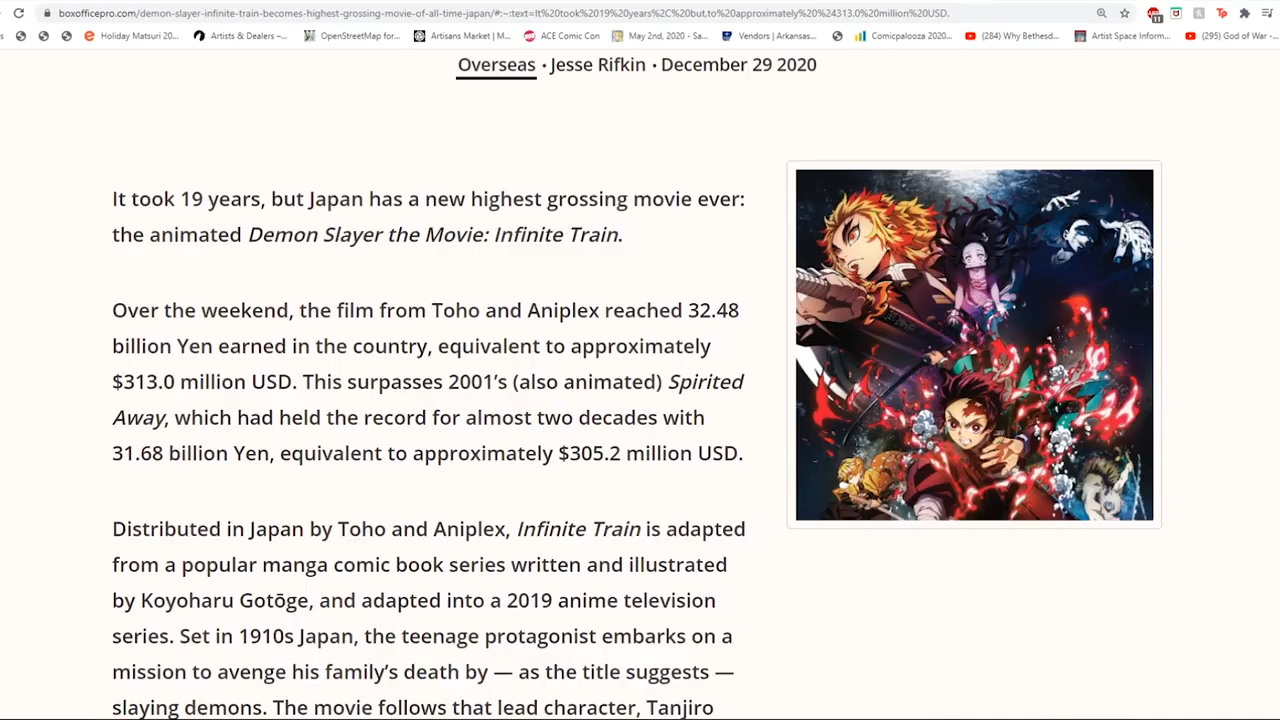 boxofficepro.com/demon-slayer-infinite-train-becomes-highest-grossing-movie-of-all-time-japan/#:~:text=It%20took%2019%20years%2C%20but,to%20approximately%20%24313.0%20million%20USD.
Holiday Matsuri 20... Artists & Dealers –... OpenStreetMap for... Artisans Market | M... ACE Comic Con May 2nd, 2020 - Sa... Vendors | Arkansas... Comicpalooza 2020... (284) Why Bethesd... Artist Space Inform... (295) God of War -...
Overseas • Jesse Rifkin • December 29 2020
It took 19 years, but Japan has a new highest grossing movie ever:
the animated Demon Slayer the Movie: Infinite Train.
Over the weekend, the film from Toho and Aniplex reached 32.48
billion Yen earned in the country, equivalent to approximately
$313.0 million USD. This surpasses 2001’s (also animated) Spirited
Away, which had held the record for almost two decades with
31.68 billion Yen, equivalent to approximately $305.2 million USD.
Distributed in Japan by Toho and Aniplex, Infinite Train is adapted
from a popular manga comic book series written and illustrated
by Koyoharu Gotōge, and adapted into a 2019 anime television
series. Set in 1910s Japan, the teenage protagonist embarks on a
mission to avenge his family’s death by — as the title suggests —
slaying demons. The movie follows that lead character, Tanjiro